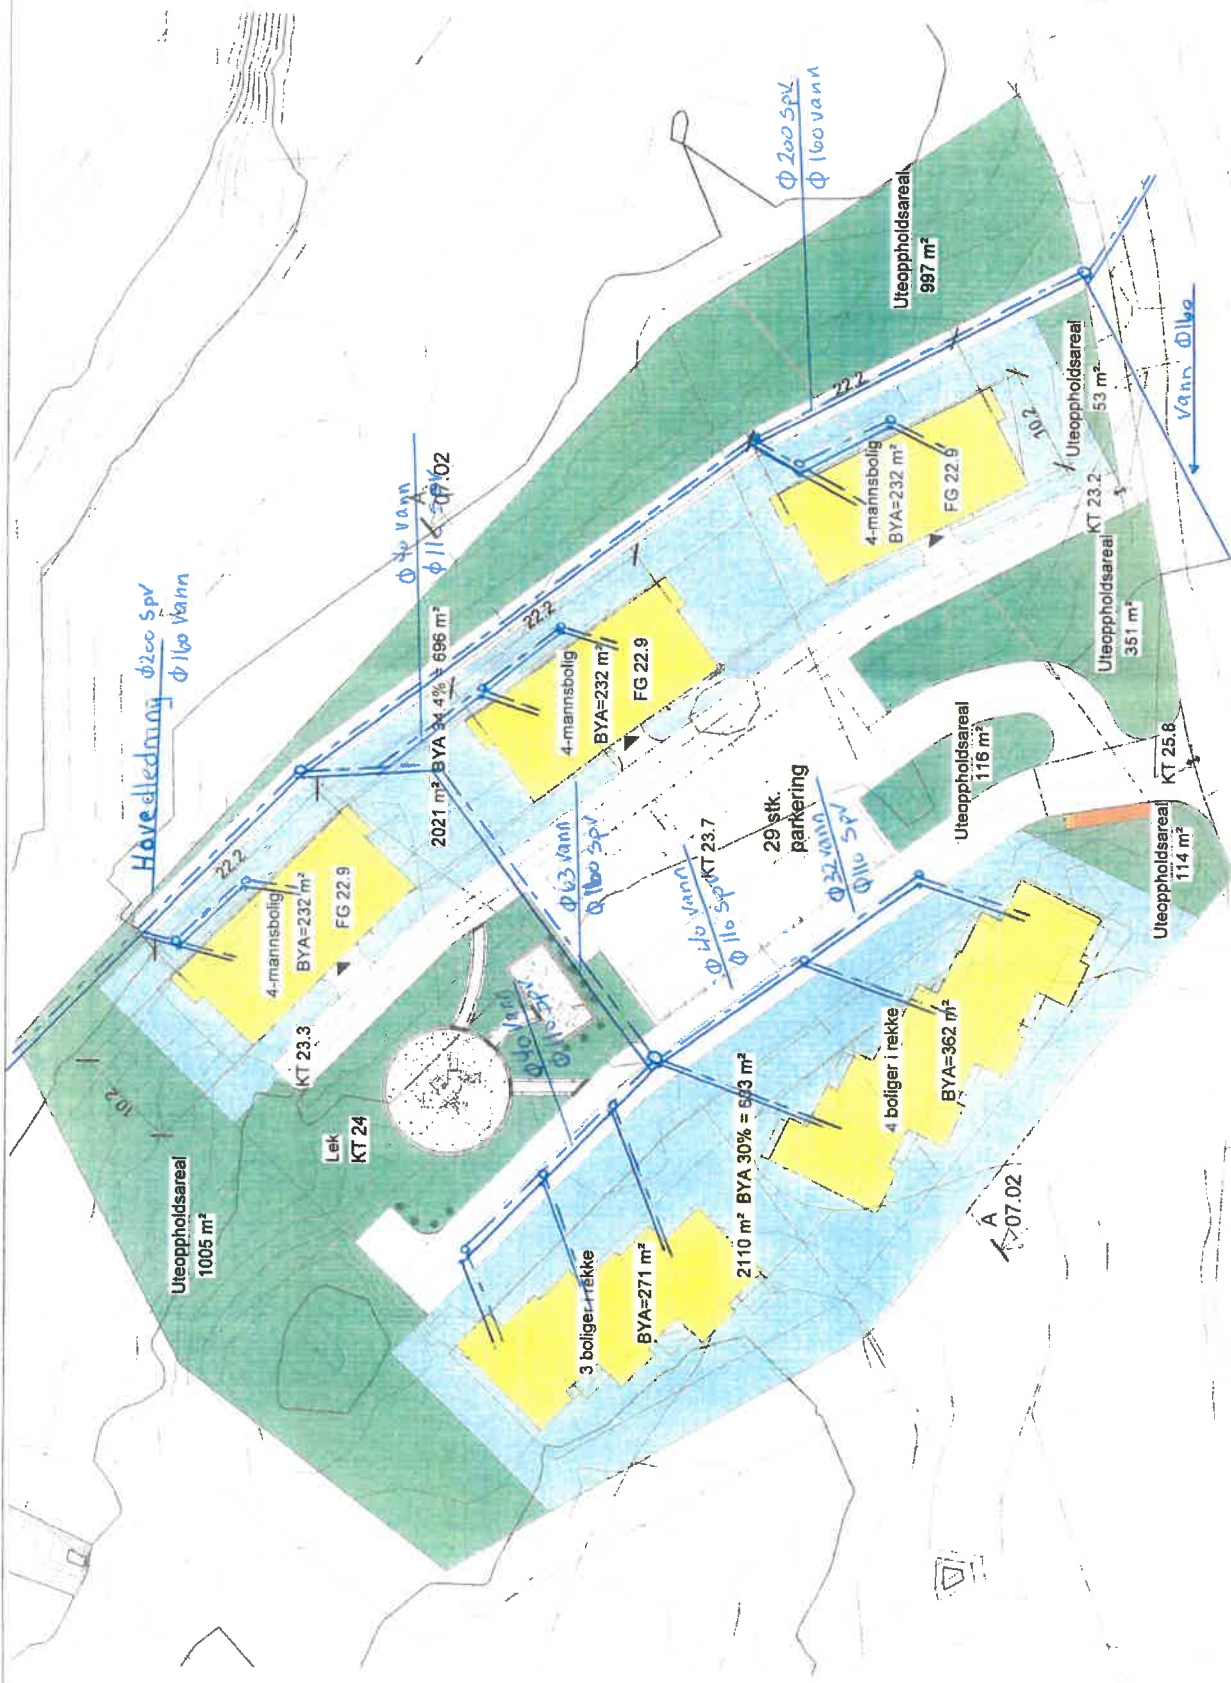 Hovedledning Φ200 Spv
Φ160 Vann
Φ40 vann
Φ110 Spv
A
07.02
Φ200 Spv
Φ160 vann
Uteoppholdsareal
997 m²
22.2
4-mannsbolig
BYA=232 m²
FG 22.9
KT 23.3
10.2
2021 m² BYA 34.4% = 696 m²
22.2
4-mannsbolig
BYA=232 m²
FG 22.9
22.2
4-mannsbolig
BYA=232 m²
FG 22.9
10.2
Uteoppholdsareal
53 m²
KT 23.2
vann Φ160
Uteoppholdsareal
351 m²
Uteoppholdsareal
1005 m²
Lek
KT 24
Φ40 vann
Φ110 Spv
Φ63 vann
Φ160 Spv
Φ40 vann
Φ110 Spv
KT 23.7
29 stk.
parkering
Φ32 vann
Φ110 Spv
Uteoppholdsareal
116 m²
KT 25.8
Uteoppholdsareal
114 m²
3 boliger i rekke
BYA=271 m²
2110 m² BYA 30% = 633 m²
4 boliger i rekke
BYA=362 m²
A
07.02